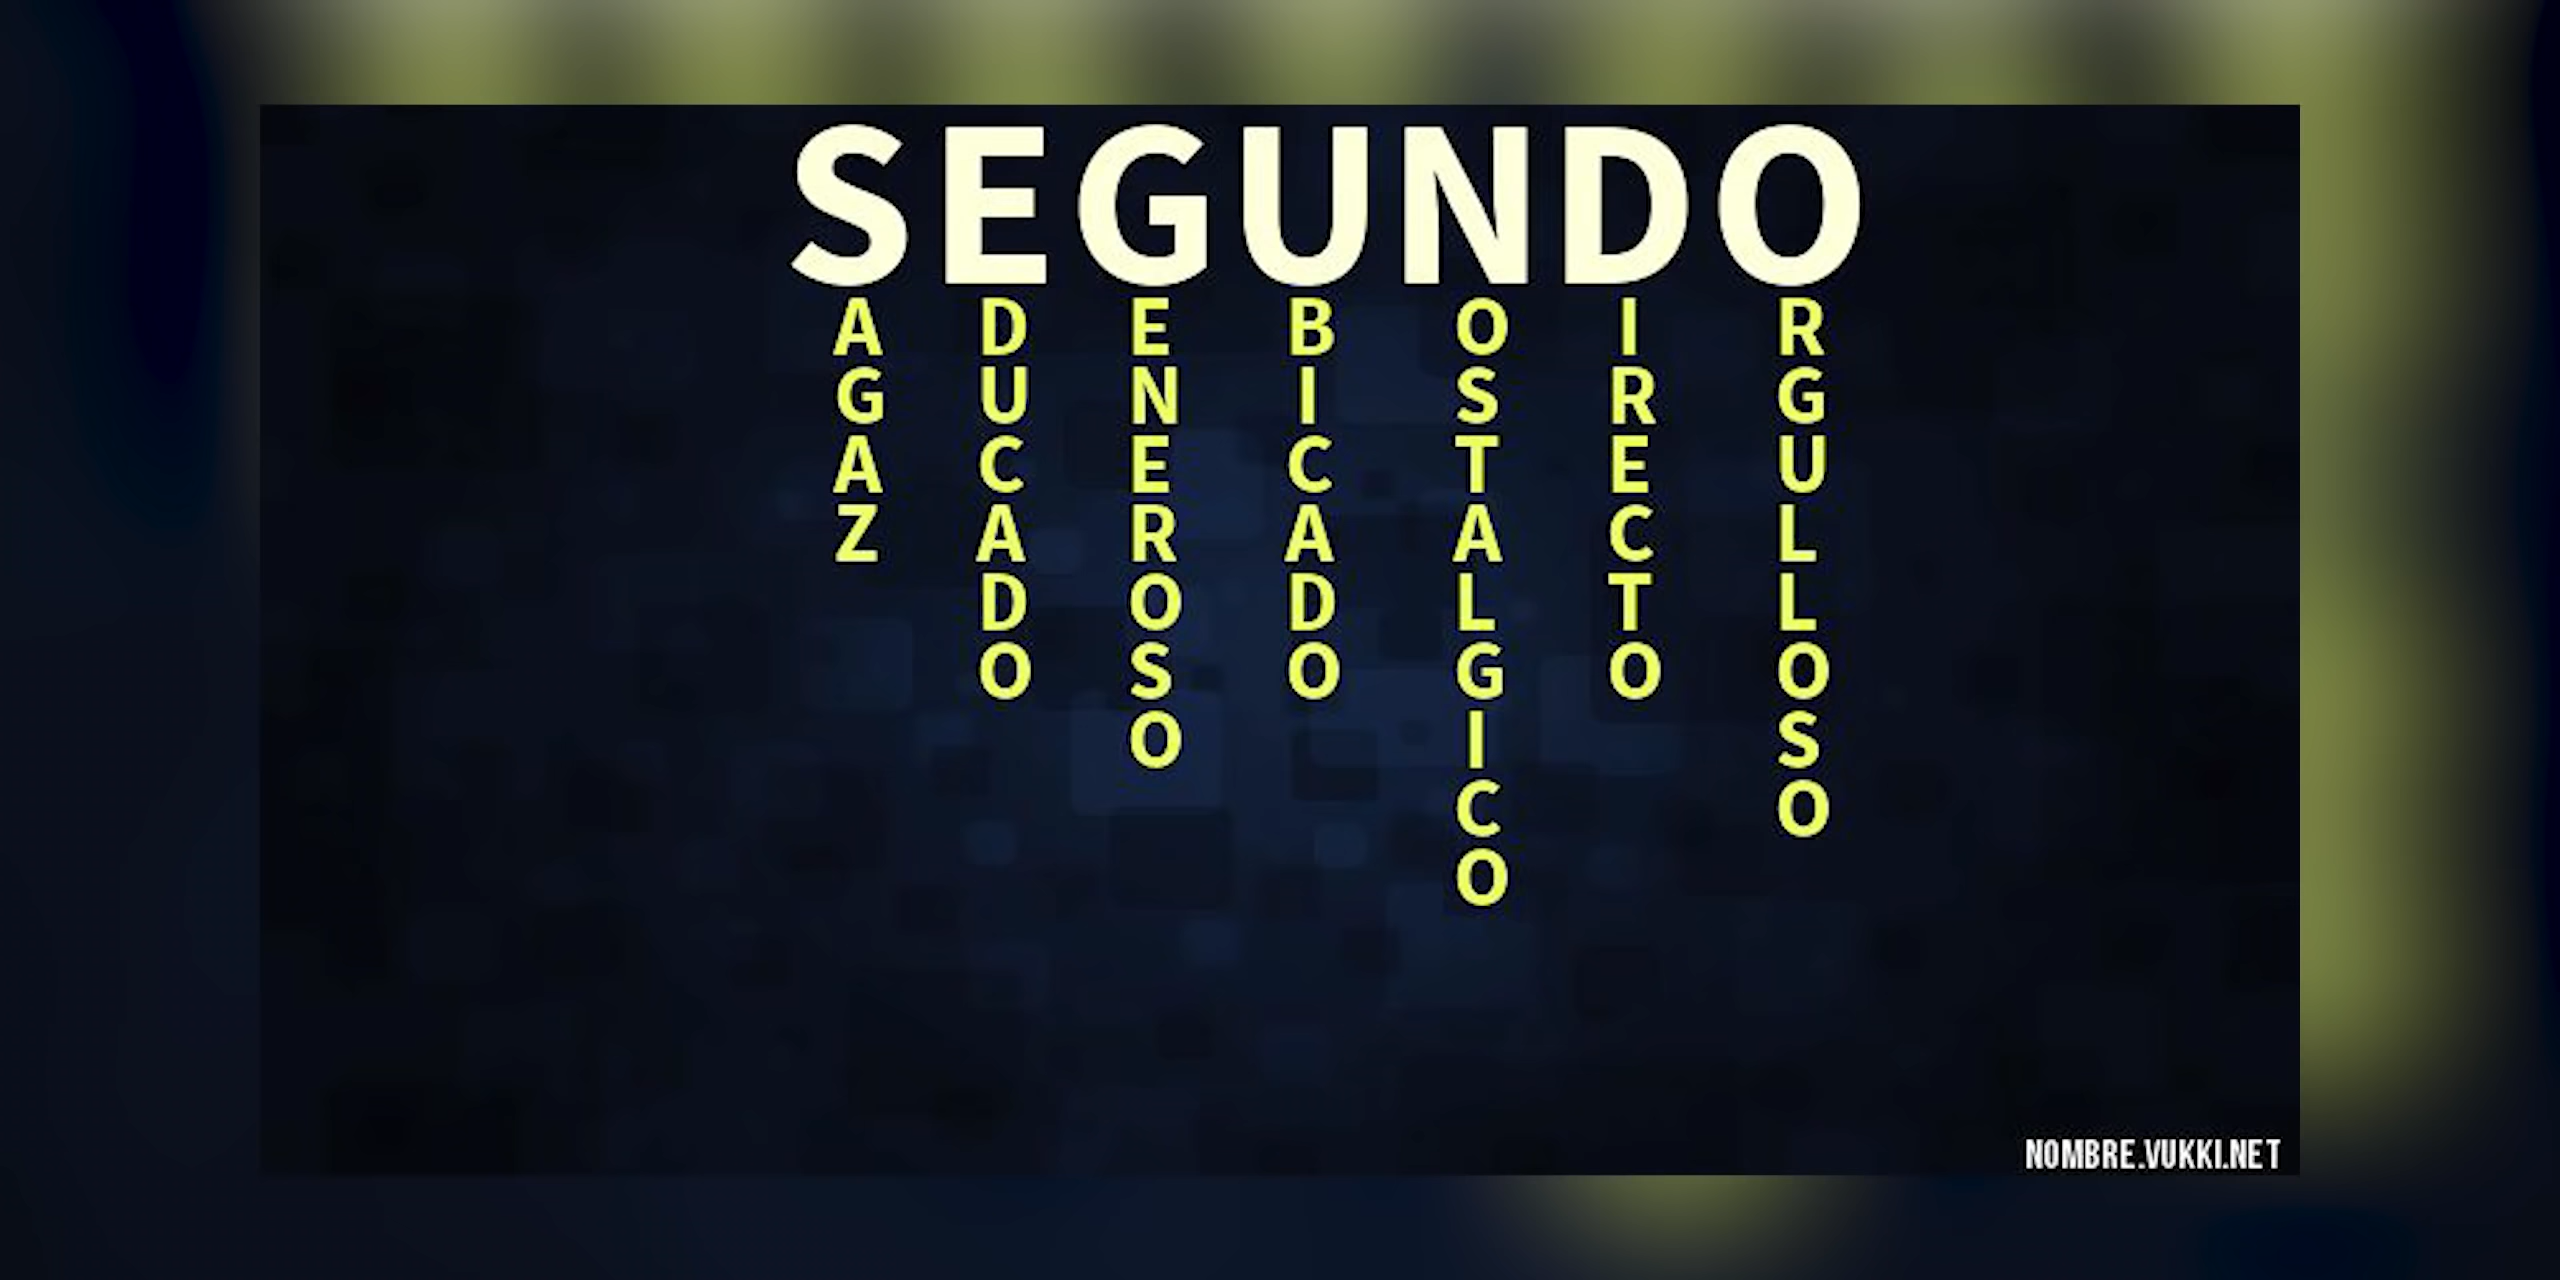 SEGUNDO
AGAZ
DUCADO
ENEROSO
BICADO
OSTALGICO
IRECTO
RGULLOSO
NOMBRE.VUKKI.NET